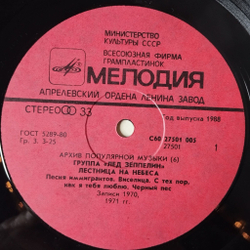 МИНИСТЕРСТВО
КУЛЬТУРЫ СССР
ВСЕСОЮЗНАЯ ФИРМА
ГРАМПЛАСТИНОК
МЕЛОДИЯ
АПРЕЛЕВСКИЙ ОРДЕНА ЛЕНИНА ЗАВОД
СТЕРЕО 33
Год выпуска 1988
ГОСТ 5289-80
Гр. 3. 3-75
С60 27501 005
27501
1
АРХИВ ПОПУЛЯРНОЙ МУЗЫКИ (6)
ГРУППА «ЛЕД ЗЕППЕЛИН»
ЛЕСТНИЦА НА НЕБЕСА
Песня иммигрантов. Виселица. С тех пор,
как я тебя люблю. Черный пес
Записи 1970,
1971 гг.